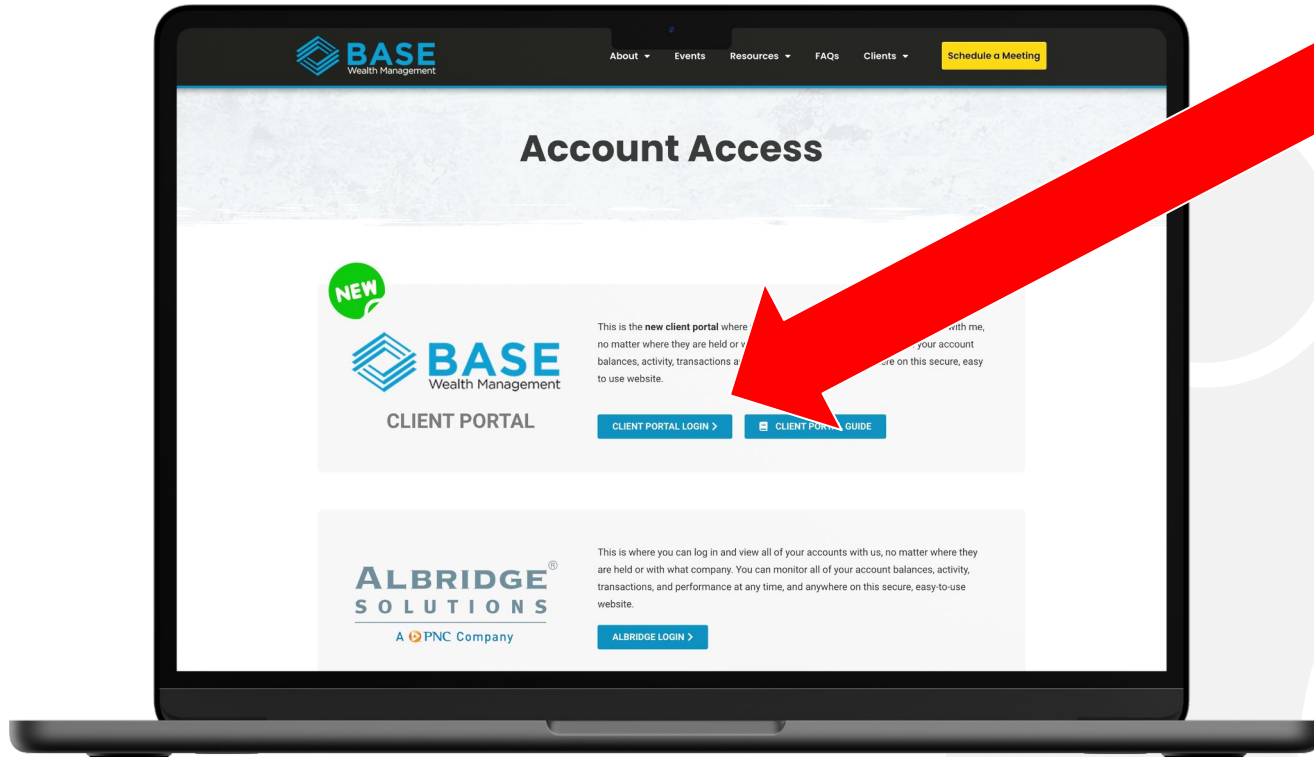 BASE
Wealth Management
About
Events
Resources
FAQs
Clients
Schedule a Meeting
Account Access
NEW
BASE
Wealth Management
CLIENT PORTAL
This is the new client portal where with me,
no matter where they are held or your account
balances, activity, transactions on this secure, easy
to use website.
CLIENT PORTAL LOGIN >
CLIENT PORTAL GUIDE
ALBRIDGE®
SOLUTIONS
A PNC Company
This is where you can log in and view all of your accounts with us, no matter where they
are held or with what company. You can monitor all of your account balances, activity,
transactions, and performance at any time, and anywhere on this secure, easy-to-use
website.
ALBRIDGE LOGIN >